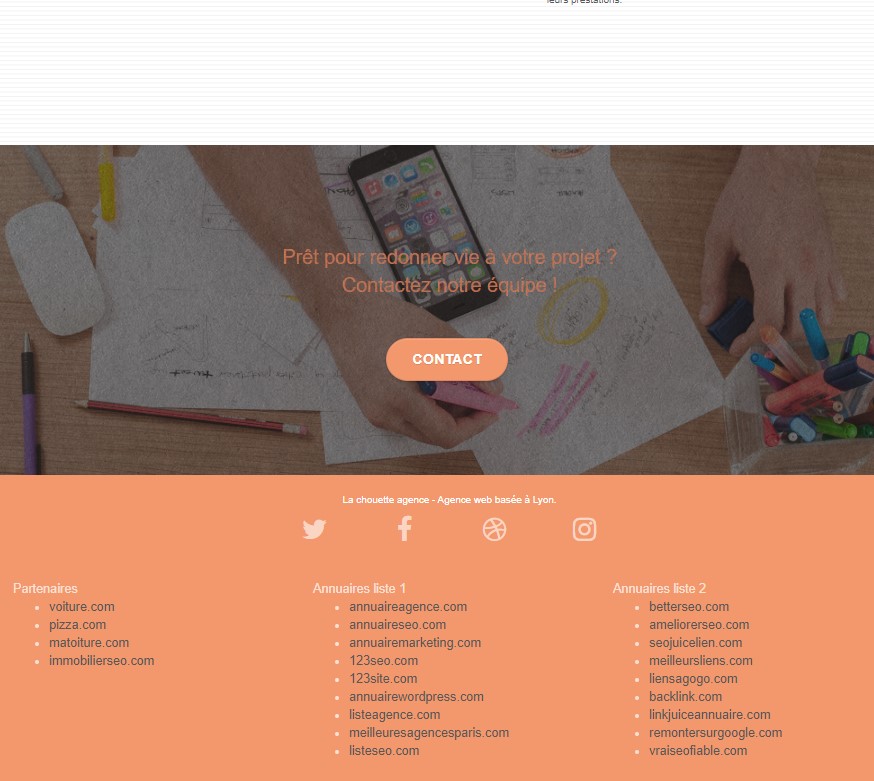 leurs prestations.
Prêt pour redonner vie à votre projet ?
Contactez notre équipe !
CONTACT
La chouette agence - Agence web basée à Lyon.
Partenaires
voiture.com
pizza.com
matoiture.com
immobilierseo.com
Annuaires liste 1
annuaireagence.com
annuaireseo.com
annuairemarketing.com
123seo.com
123site.com
annuairewordpress.com
listeagence.com
meilleuresagencesparis.com
listeseo.com
Annuaires liste 2
betterseo.com
ameliorerseo.com
seojuicelien.com
meilleursliens.com
liensagogo.com
backlink.com
linkjuiceannuaire.com
remontersurgoogle.com
vraiseofiable.com